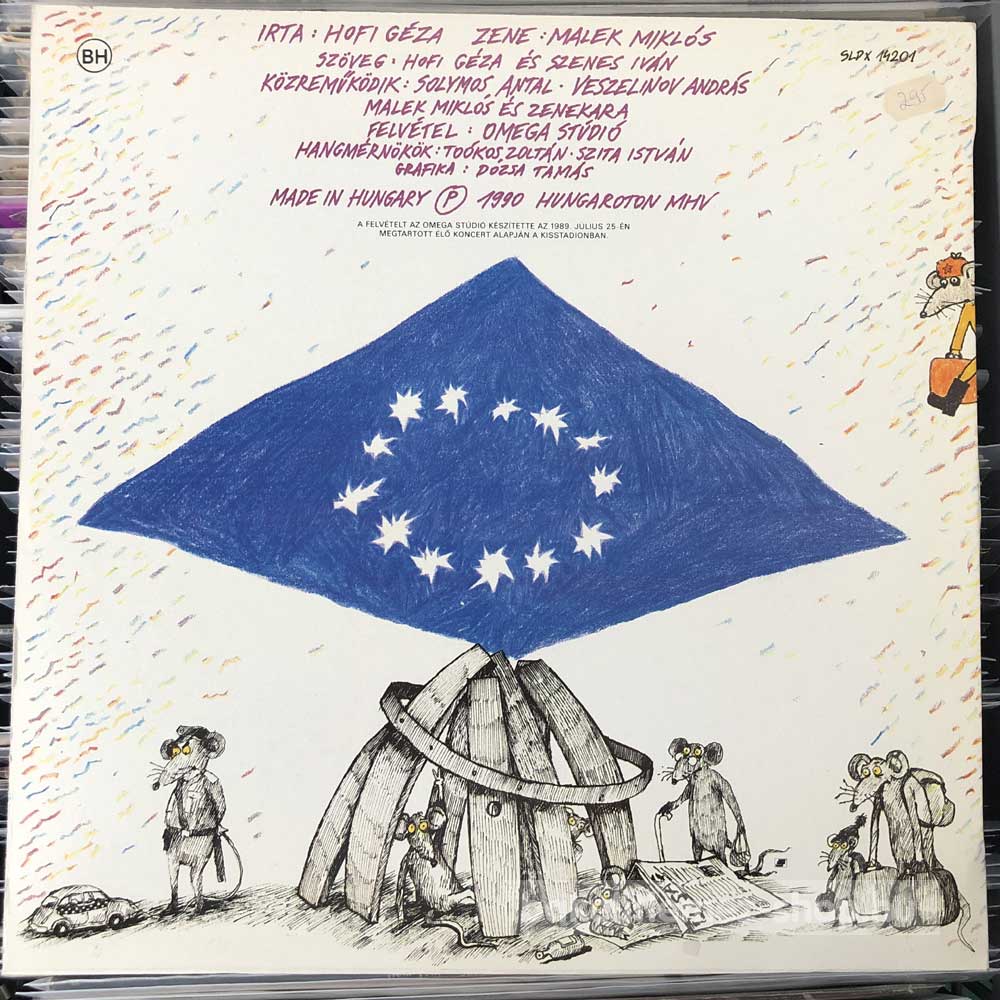 BH
IRTA : HOFI GÉZA ZENE : MALEK MIKLÓS
SZÖVEG : HOFI GÉZA ÉS SZENES IVÁN
SLPX 14201
KÖZREMŰKÖDIK : SOLYMOS ANTAL · VESZELINOV ANDRÁS
295
MALEK MIKLÓS ÉS ZENEKARA
FELVÉTEL : OMEGA STÚDIÓ
HANGMÉRNÖKÖK : TOÓKOS ZOLTÁN · SZITA ISTVÁN
GRAFIKA : DÓZSA TAMÁS
MADE IN HUNGARY Ⓟ 1990 HUNGAROTON MHV
A FELVÉTELT AZ OMEGA STÚDIÓ KÉSZÍTETTE AZ 1989. JÚLIUS 25-ÉN
MEGTARTOTT ÉLŐ KONCERT ALAPJÁN A KISSTADIONBAN.